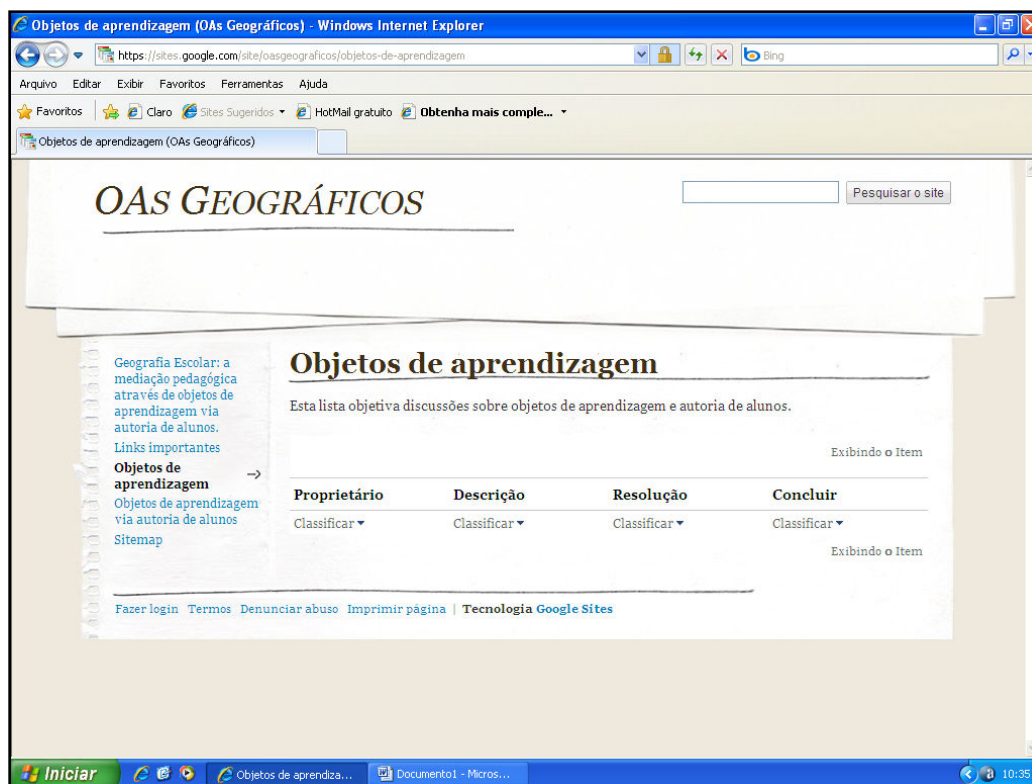 Objetos de aprendizagem (OAs Geográficos) - Windows Internet Explorer
https://sites.google.com/site/oasgeograficos/objetos-de-aprendizagem
Bing
Arquivo Editar Exibir Favoritos Ferramentas Ajuda
Favoritos Claro Sites Sugeridos HotMail gratuito Obtenha mais comple...
Objetos de aprendizagem (OAs Geográficos)
OAS GEOGRÁFICOS
Pesquisar o site
Geografia Escolar: a
mediação pedagógica
através de objetos de
aprendizagem via
autoria de alunos.
Links importantes
Objetos de
aprendizagem
Objetos de aprendizagem
via autoria de alunos
Sitemap
Objetos de aprendizagem
Esta lista objetiva discussões sobre objetos de aprendizagem e autoria de alunos.
Exibindo 0 Item
Proprietário Descrição Resolução Concluir
Classificar Classificar Classificar Classificar
Exibindo 0 Item
Fazer login Termos Denunciar abuso Imprimir página | Tecnologia Google Sites
Iniciar Objetos de aprendiza... Documento1 - Micros... 10:35